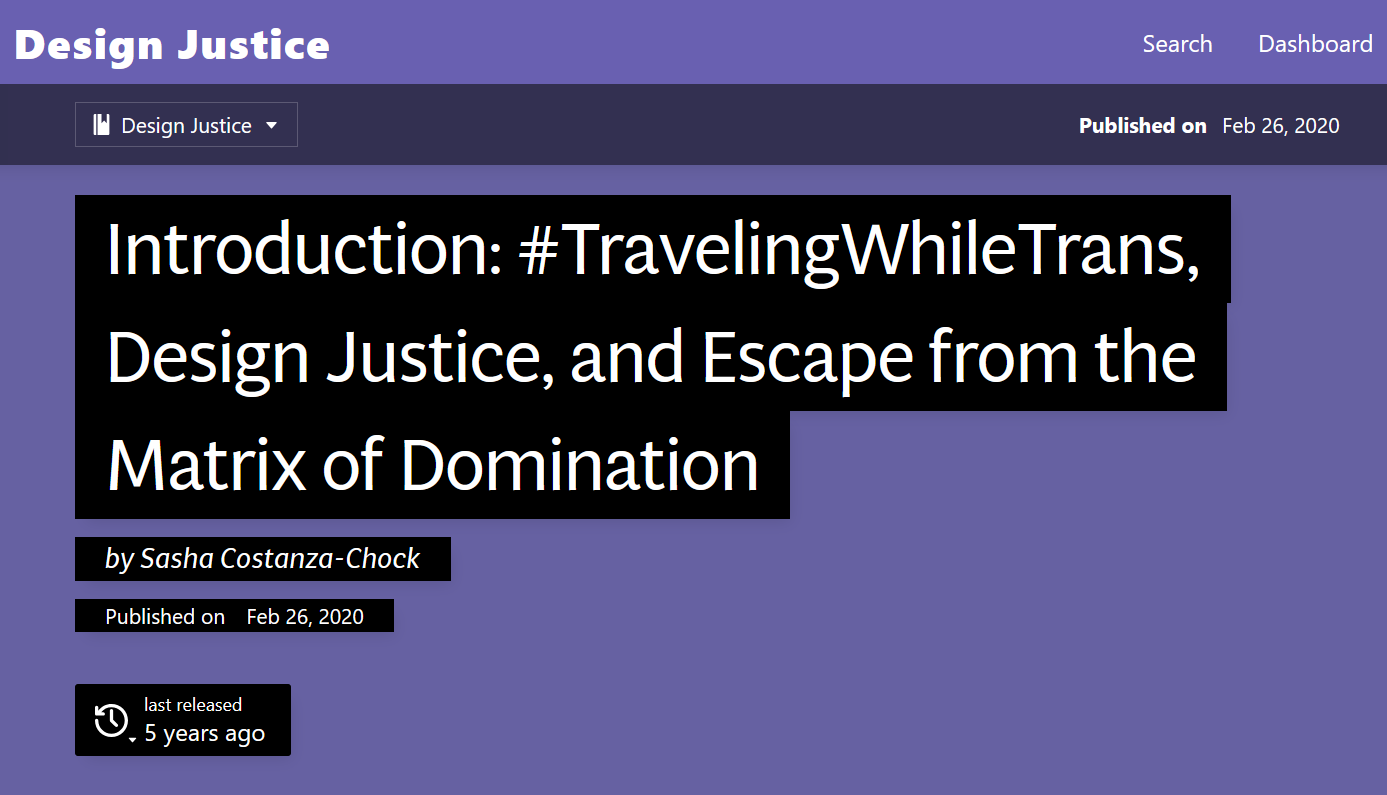 Design Justice
Search
Dashboard
Design Justice
Published on Feb 26, 2020
Introduction: #TravelingWhileTrans,
Design Justice, and Escape from the
Matrix of Domination
by Sasha Costanza-Chock
Published on Feb 26, 2020
last released
5 years ago